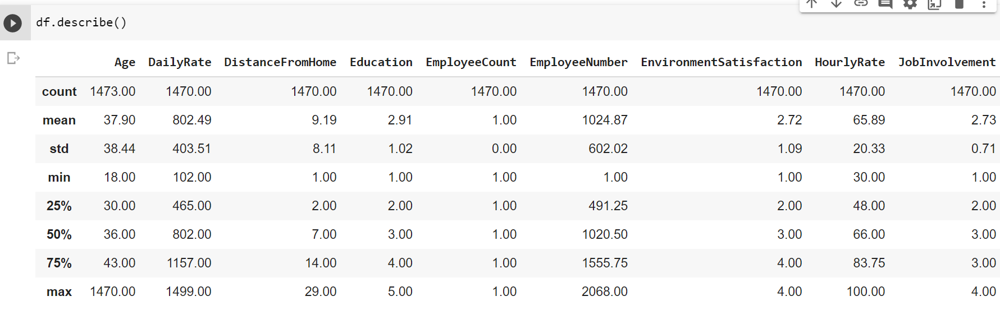 df.describe()
Age DailyRate DistanceFromHome Education EmployeeCount EmployeeNumber EnvironmentSatisfaction HourlyRate JobInvolvement
count 1473.00 1470.00 1470.00 1470.00 1470.00 1470.00 1470.00 1470.00 1470.00
mean 37.90 802.49 9.19 2.91 1.00 1024.87 2.72 65.89 2.73
std 38.44 403.51 8.11 1.02 0.00 602.02 1.09 20.33 0.71
min 18.00 102.00 1.00 1.00 1.00 1.00 1.00 30.00 1.00
25% 30.00 465.00 2.00 2.00 1.00 491.25 2.00 48.00 2.00
50% 36.00 802.00 7.00 3.00 1.00 1020.50 3.00 66.00 3.00
75% 43.00 1157.00 14.00 4.00 1.00 1555.75 4.00 83.75 3.00
max 1470.00 1499.00 29.00 5.00 1.00 2068.00 4.00 100.00 4.00